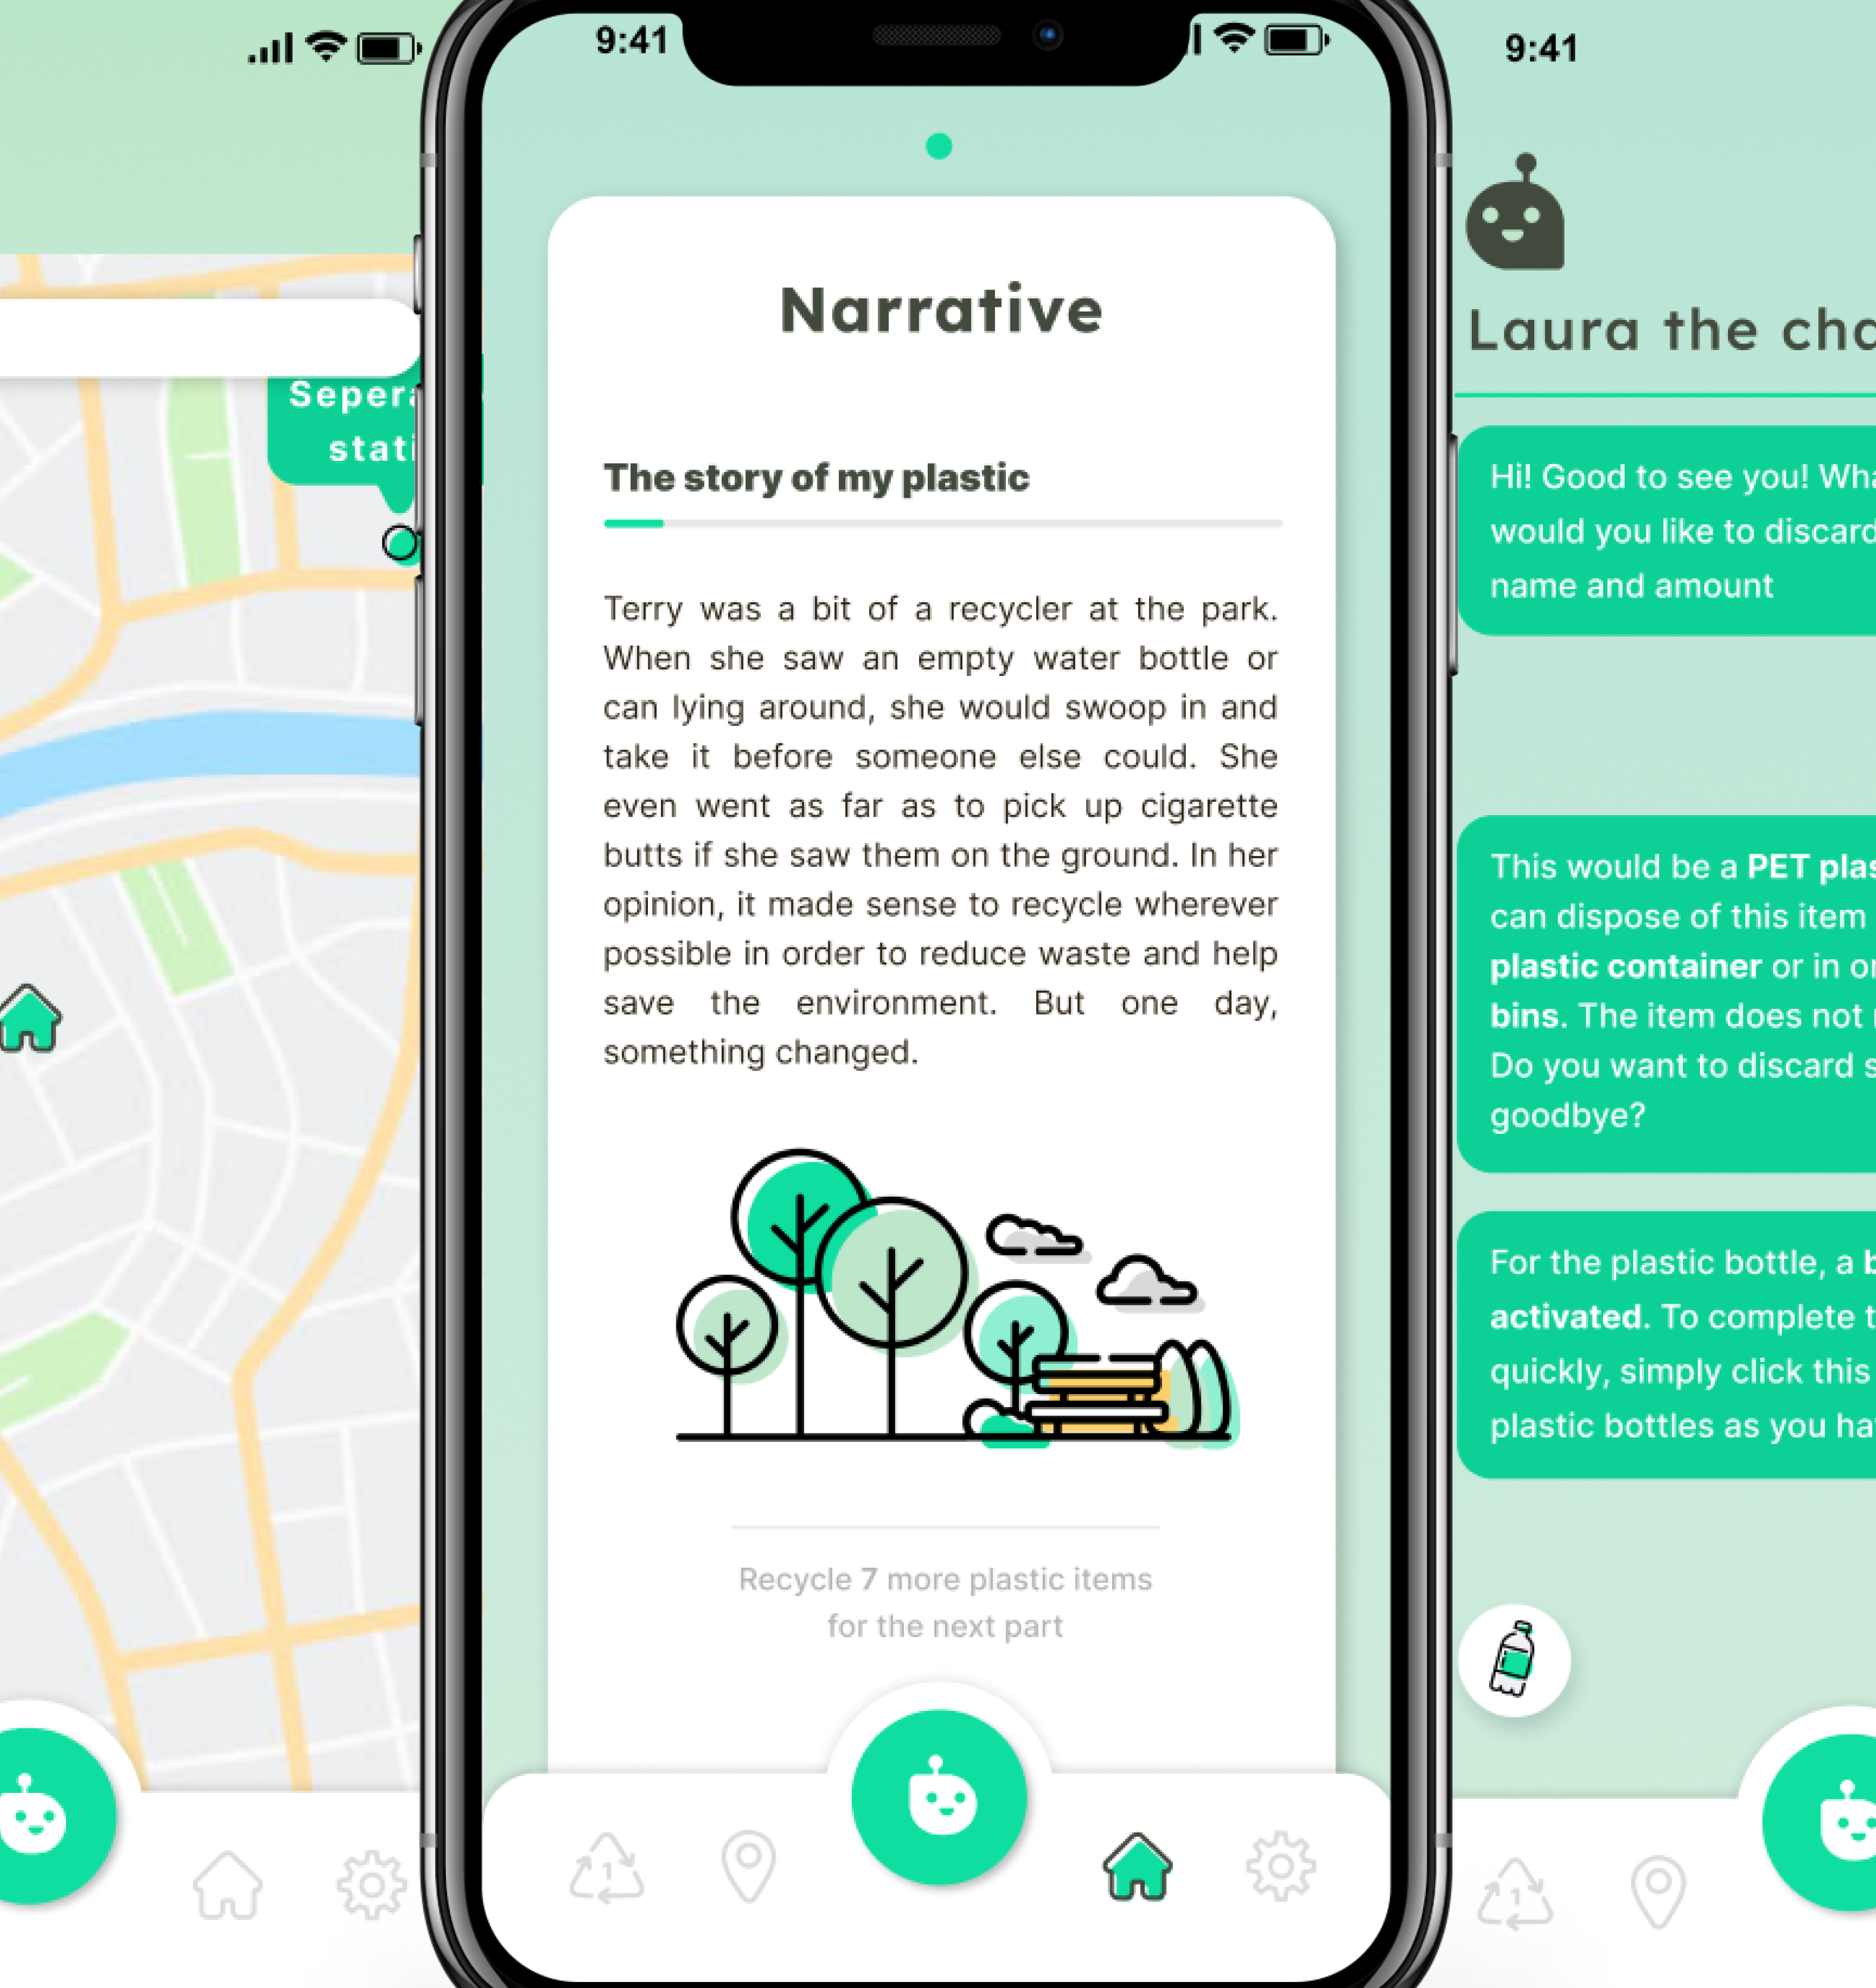 9:41
Narrative
The story of my plastic
Terry was a bit of a recycler at the park.
When she saw an empty water bottle or
can lying around, she would swoop in and
take it before someone else could. She
even went as far as to pick up cigarette
butts if she saw them on the ground. In her
opinion, it made sense to recycle wherever
possible in order to reduce waste and help
save the environment. But one day,
something changed.
Recycle 7 more plastic items
for the next part
1
9:41
Laura the
Hi! Good to see you!
would you like to discard
name and amount
This would be a PET
can dispose of this item
plastic container or in
bins. The item does not
Do you want to discard
goodbye?
For the plastic bottle, a
activated. To complete
quickly, simply click this
plastic bottles as you
1